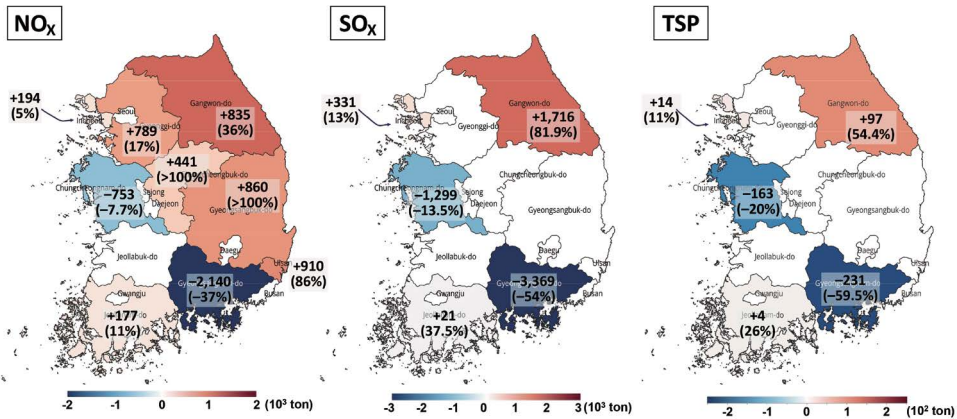 NOX
SOX
TSP
+194
(5%)
Seoul
Incheon
Gangwon-do
+835
(36%)
+789
(17%)
+441
(>100%)
Chungcheongnam-do
−753
(−7.7%)
Sejong
Daejeon
+860
(>100%)
Daegu
Jeollabuk-do
Ulsan
+910
(86%)
−2,140
(−37%)
Busan
Gwangju
+177
(11%)
-2 -1 0 1 2 (10³ ton)
+331
(13%)
Gangwon-do
+1,716
(81.9%)
Gyeonggi-do
Chungcheongbuk-do
−1,299
(−13.5%)
Sejong
Daejeon
Gyeongsangbuk-do
Daegu
Jeollabuk-do
Ulsan
−3,369
(−54%)
Busan
Gwangju
+21
(37.5%)
-3 -2 -1 0 1 2 3 (10³ ton)
+14
(11%)
Seoul
Gangwon-do
+97
(54.4%)
Gyeonggi-do
Chungcheongbuk-do
Chungcheongnam-do
−163
(−20%)
Sejong
Daejeon
Gyeongsangbuk-do
Daegu
Jeollabuk-do
Ulsan
−231
(−59.5%)
Busan
Gwangju
+4
(26%)
-2 -1 0 1 2 (10² ton)